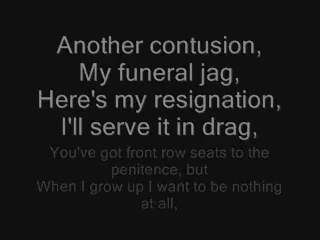 Another contusion,
My funeral jag,
Here's my resignation,
I'll serve it in drag,
You've got front row seats to the
penitence, but
When I grow up I want to be nothing
at all,